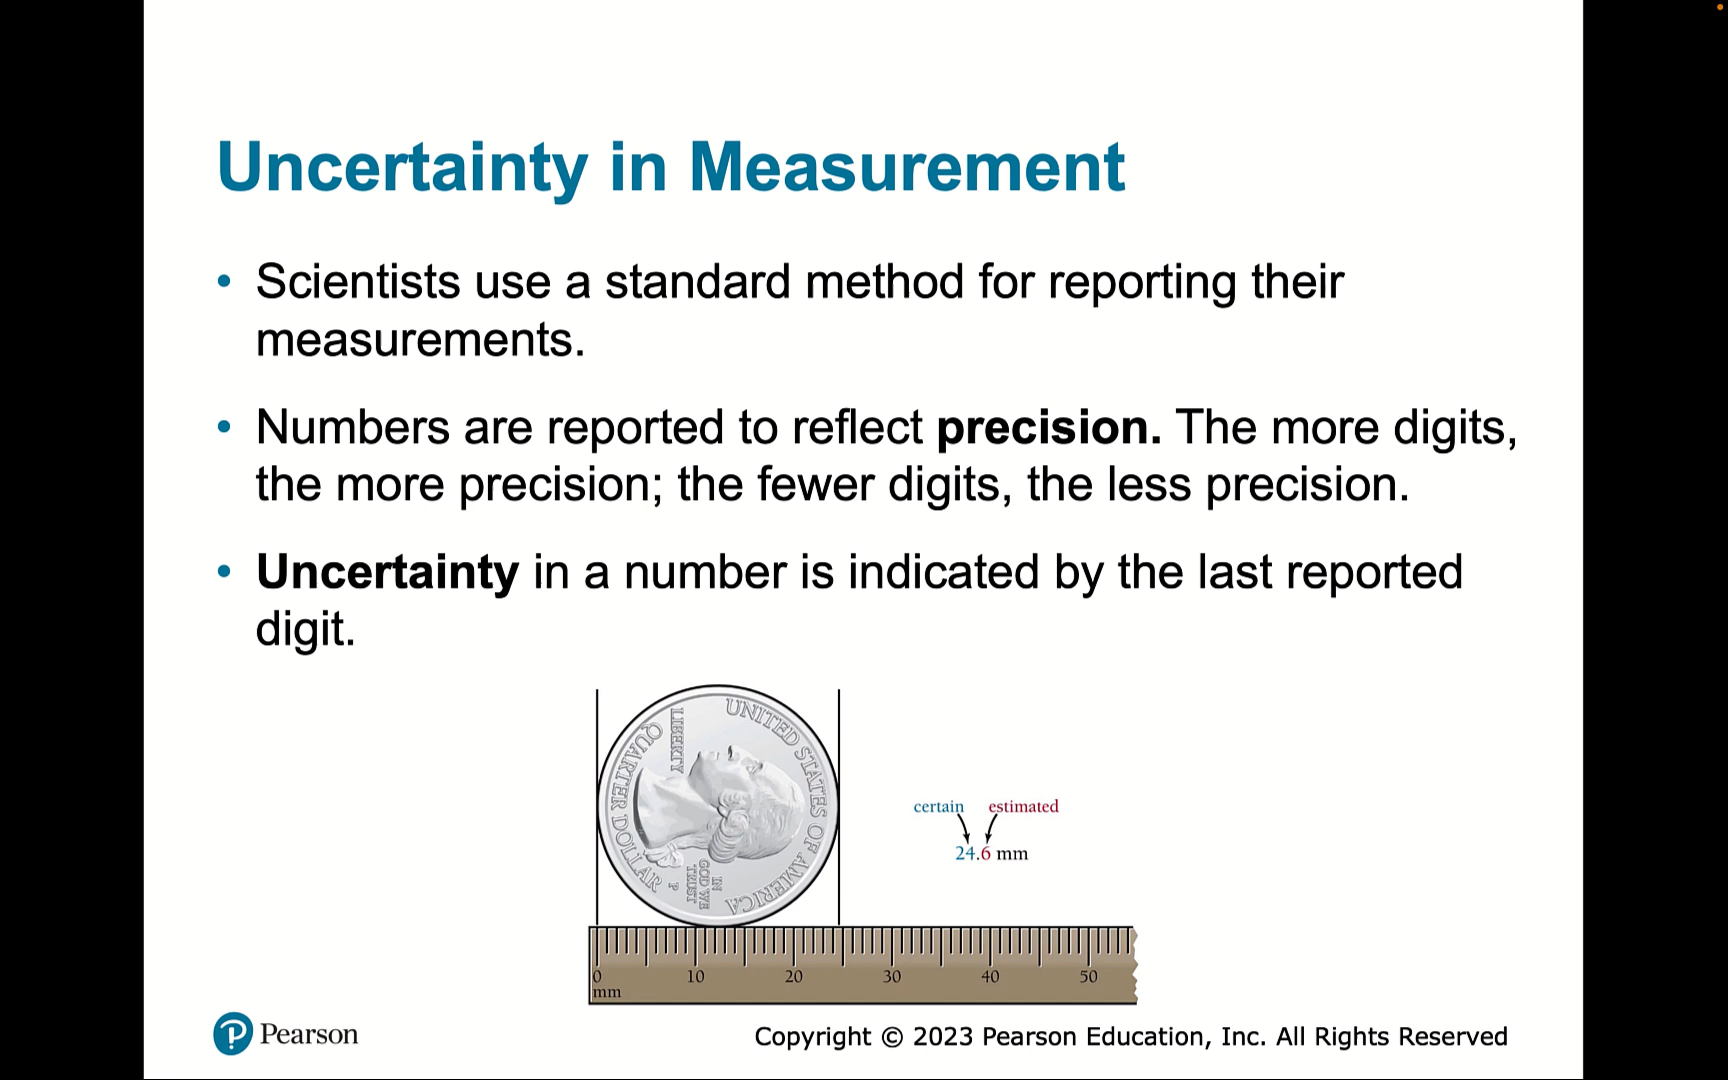 Uncertainty in Measurement
• Scientists use a standard method for reporting their
measurements.
• Numbers are reported to reflect precision. The more digits,
the more precision; the fewer digits, the less precision.
• Uncertainty in a number is indicated by the last reported
digit.
UNITED STATES OF AMERICA
LIBERTY
QUARTER DOLLAR
IN
GOD WE
TRUST
P
certain estimated
24.6 mm
0 10 20 30 40 50
mm
P Pearson
Copyright © 2023 Pearson Education, Inc. All Rights Reserved